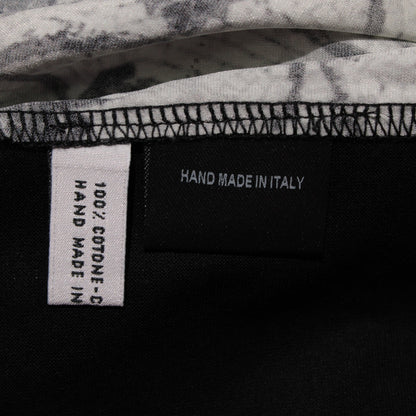 100% COTONE-C
HAND MADE IN
HAND MADE IN ITALY